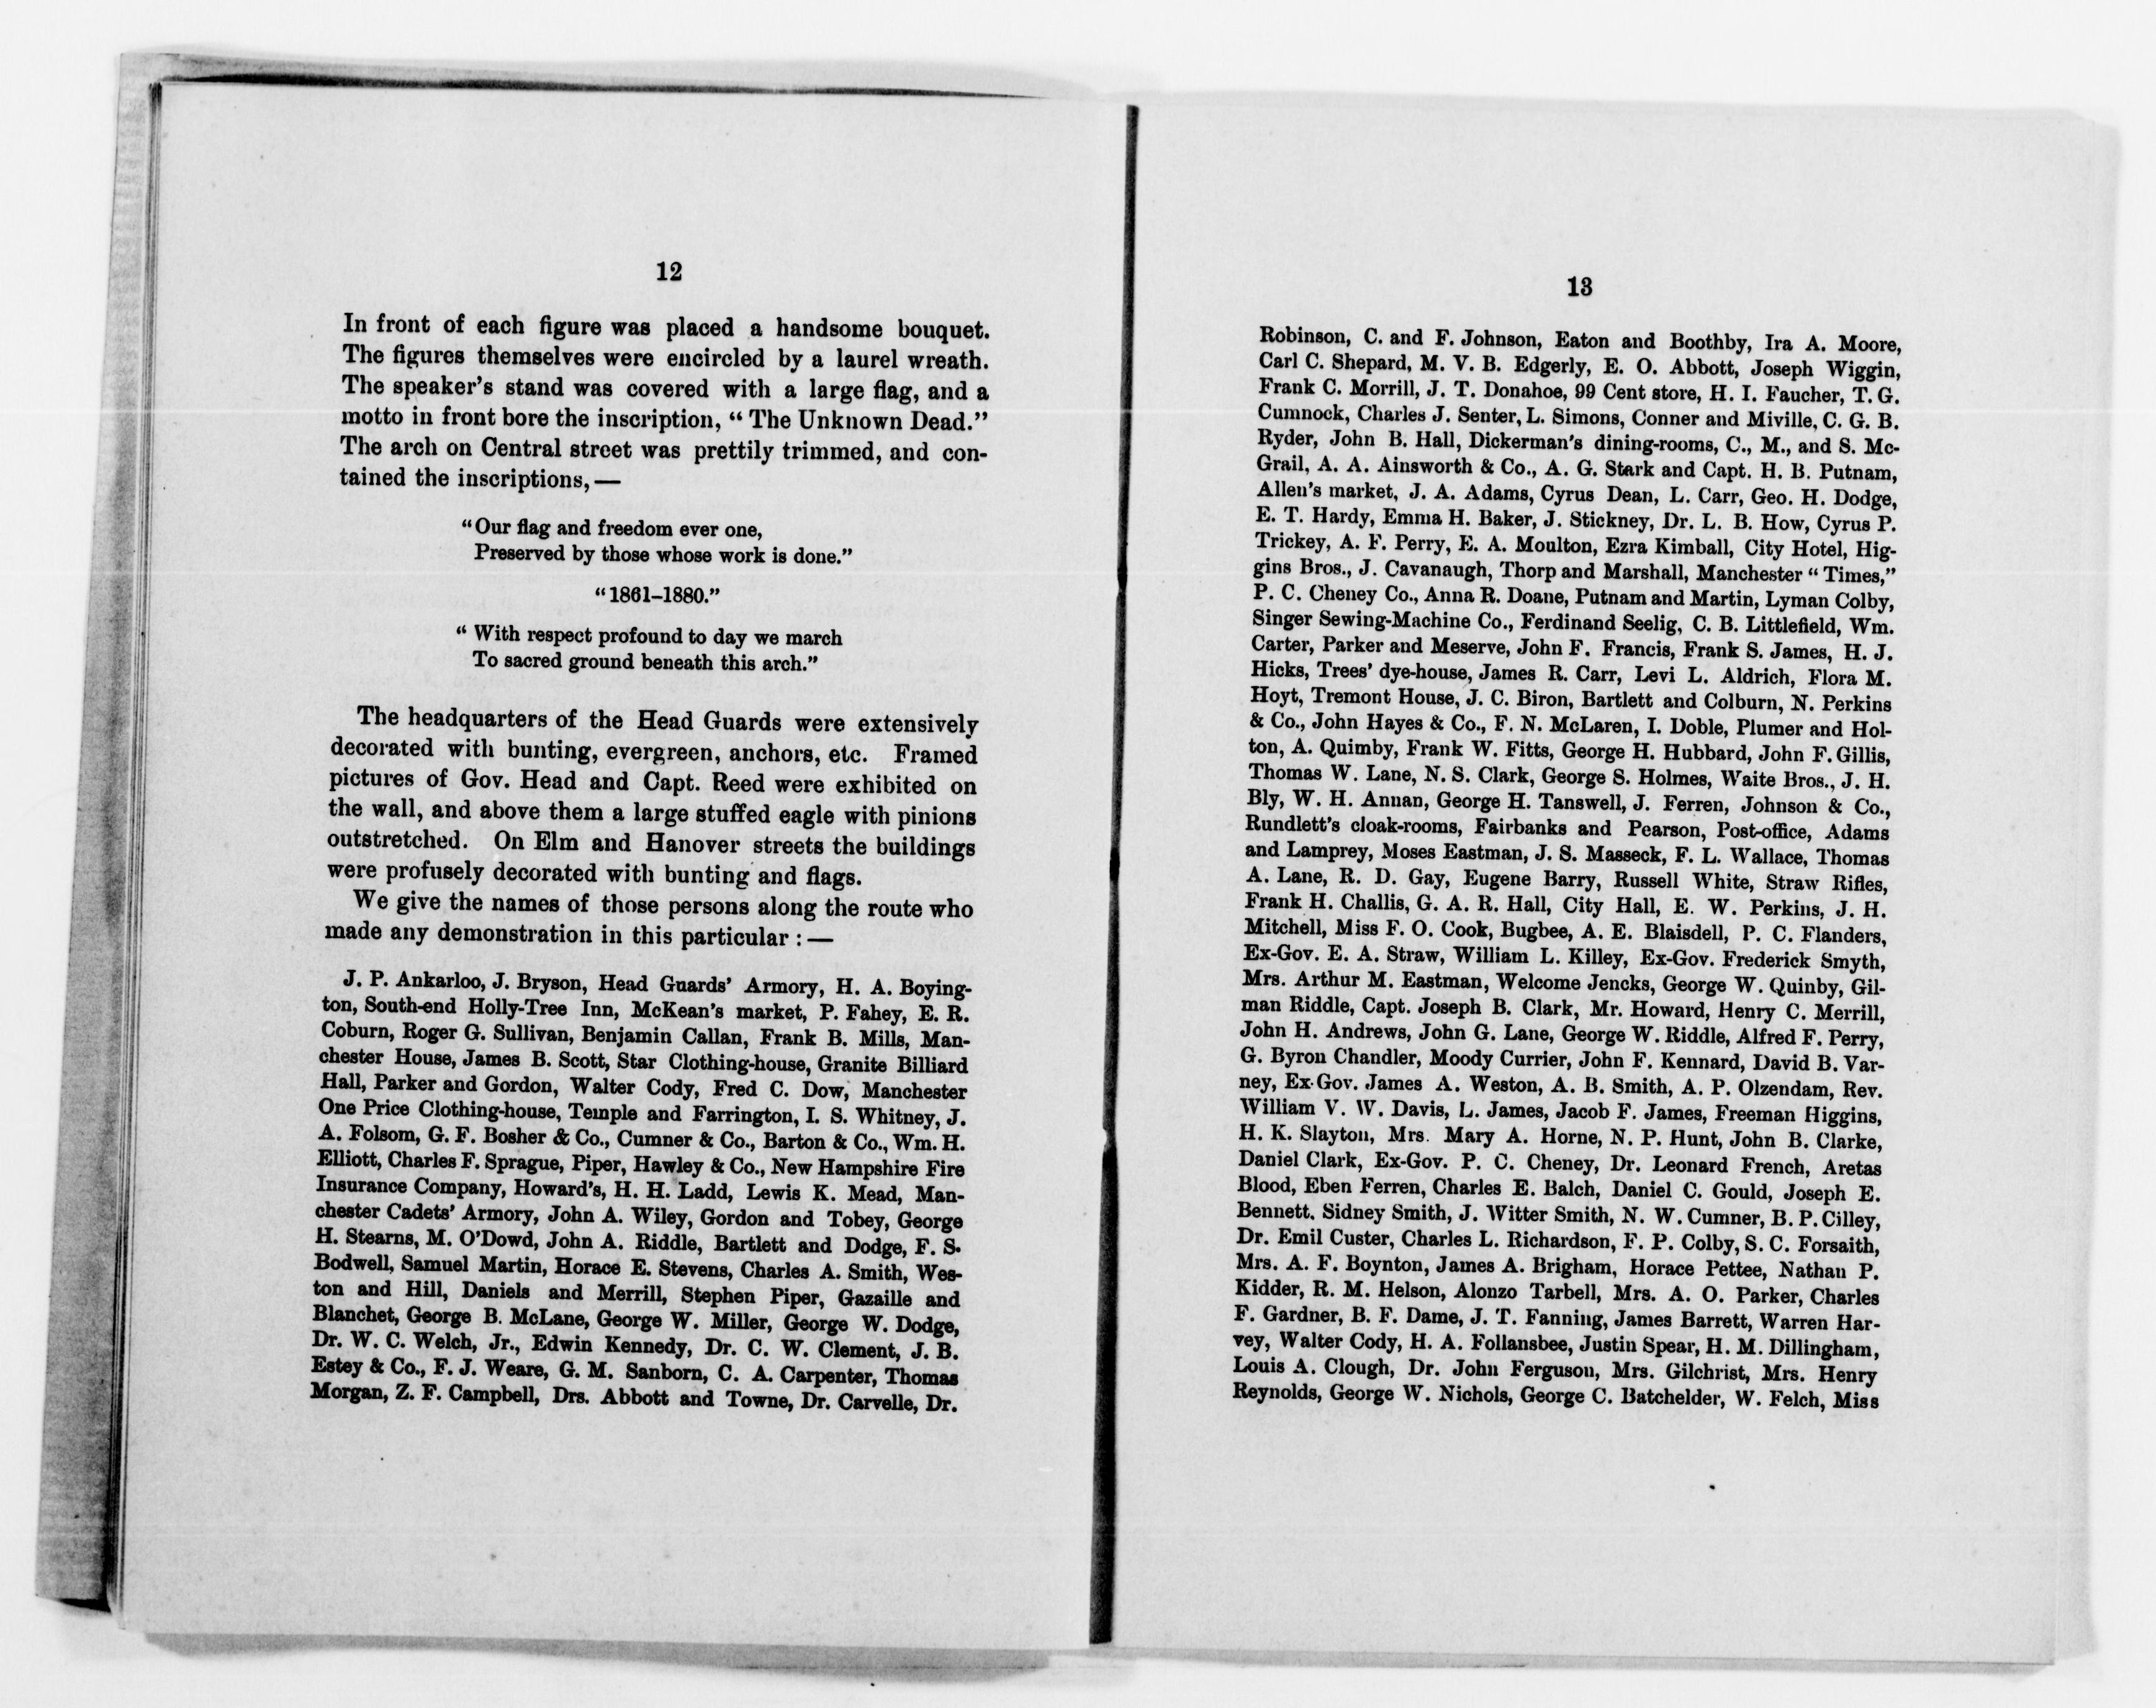 12
In front of each figure was placed a handsome bouquet.
The figures themselves were encircled by a laurel wreath.
The speaker's stand was covered with a large flag, and a
motto in front bore the inscription, “ The Unknown Dead.”
The arch on Central street was prettily trimmed, and con-
tained the inscriptions, —
“Our flag and freedom ever one,
Preserved by those whose work is done.”
“1861–1880.”
“ With respect profound to day we march
To sacred ground beneath this arch.”
The headquarters of the Head Guards were extensively
decorated with bunting, evergreen, anchors, etc. Framed
pictures of Gov. Head and Capt. Reed were exhibited on
the wall, and above them a large stuffed eagle with pinions
outstretched. On Elm and Hanover streets the buildings
were profusely decorated with bunting and flags.
We give the names of those persons along the route who
made any demonstration in this particular : —
J. P. Ankarloo, J. Bryson, Head Guards' Armory, H. A. Boying-
ton, South-end Holly-Tree Inn, McKean's market, P. Fahey, E. R.
Coburn, Roger G. Sullivan, Benjamin Callan, Frank B. Mills, Man-
chester House, James B. Scott, Star Clothing-house, Granite Billiard
Hall, Parker and Gordon, Walter Cody, Fred C. Dow, Manchester
One Price Clothing-house, Temple and Farrington, I. S. Whitney, J.
A. Folsom, G. F. Bosher & Co., Cumner & Co., Barton & Co., Wm. H.
Elliott, Charles F. Sprague, Piper, Hawley & Co., New Hampshire Fire
Insurance Company, Howard's, H. H. Ladd, Lewis K. Mead, Man-
chester Cadets' Armory, John A. Wiley, Gordon and Tobey, George
H. Stearns, M. O'Dowd, John A. Riddle, Bartlett and Dodge, F. S.
Bodwell, Samuel Martin, Horace E. Stevens, Charles A. Smith, Wes-
ton and Hill, Daniels and Merrill, Stephen Piper, Gazaille and
Blanchet, George B. McLane, George W. Miller, George W. Dodge,
Dr. W. C. Welch, Jr., Edwin Kennedy, Dr. C. W. Clement, J. B.
Estey & Co., F. J. Weare, G. M. Sanborn, C. A. Carpenter, Thomas
Morgan, Z. F. Campbell, Drs. Abbott and Towne, Dr. Carvelle, Dr.
13
Robinson, C. and F. Johnson, Eaton and Boothby, Ira A. Moore,
Carl C. Shepard, M. V. B. Edgerly, E. O. Abbott, Joseph Wiggin,
Frank C. Morrill, J. T. Donahoe, 99 Cent store, H. I. Faucher, T. G.
Cumnock, Charles J. Senter, L. Simons, Conner and Miville, C. G. B.
Ryder, John B. Hall, Dickerman's dining-rooms, C., M., and S. Mc-
Grail, A. A. Ainsworth & Co., A. G. Stark and Capt. H. B. Putnam,
Allen's market, J. A. Adams, Cyrus Dean, L. Carr, Geo. H. Dodge,
E. T. Hardy, Emma H. Baker, J. Stickney, Dr. L. B. How, Cyrus P.
Trickey, A. F. Perry, E. A. Moulton, Ezra Kimball, City Hotel, Hig-
gins Bros., J. Cavanaugh, Thorp and Marshall, Manchester “ Times,”
P. C. Cheney Co., Anna R. Doane, Putnam and Martin, Lyman Colby,
Singer Sewing-Machine Co., Ferdinand Seelig, C. B. Littlefield, Wm.
Carter, Parker and Meserve, John F. Francis, Frank S. James, H. J.
Hicks, Trees' dye-house, James R. Carr, Levi L. Aldrich, Flora M.
Hoyt, Tremont House, J. C. Biron, Bartlett and Colburn, N. Perkins
& Co., John Hayes & Co., F. N. McLaren, I. Doble, Plumer and Hol-
ton, A. Quimby, Frank W. Fitts, George H. Hubbard, John F. Gillis,
Thomas W. Lane, N. S. Clark, George S. Holmes, Waite Bros., J. H.
Bly, W. H. Annan, George H. Tanswell, J. Ferren, Johnson & Co.,
Rundlett's cloak-rooms, Fairbanks and Pearson, Post-office, Adams
and Lamprey, Moses Eastman, J. S. Masseck, F. L. Wallace, Thomas
A. Lane, R. D. Gay, Eugene Barry, Russell White, Straw Rifles,
Frank H. Challis, G. A. R. Hall, City Hall, E. W. Perkins, J. H.
Mitchell, Miss F. O. Cook, Bugbee, A. E. Blaisdell, P. C. Flanders,
Ex-Gov. E. A. Straw, William L. Killey, Ex-Gov. Frederick Smyth,
Mrs. Arthur M. Eastman, Welcome Jencks, George W. Quinby, Gil-
man Riddle, Capt. Joseph B. Clark, Mr. Howard, Henry C. Merrill,
John H. Andrews, John G. Lane, George W. Riddle, Alfred F. Perry,
G. Byron Chandler, Moody Currier, John F. Kennard, David B. Var-
ney, Ex-Gov. James A. Weston, A. B. Smith, A. P. Olzendam, Rev.
William V. W. Davis, L. James, Jacob F. James, Freeman Higgins,
H. K. Slayton, Mrs. Mary A. Horne, N. P. Hunt, John B. Clarke,
Daniel Clark, Ex-Gov. P. C. Cheney, Dr. Leonard French, Aretas
Blood, Eben Ferren, Charles E. Balch, Daniel C. Gould, Joseph E.
Bennett, Sidney Smith, J. Witter Smith, N. W. Cumner, B. P. Cilley,
Dr. Emil Custer, Charles L. Richardson, F. P. Colby, S. C. Forsaith,
Mrs. A. F. Boynton, James A. Brigham, Horace Pettee, Nathan P.
Kidder, R. M. Helson, Alonzo Tarbell, Mrs. A. O. Parker, Charles
F. Gardner, B. F. Dame, J. T. Fanning, James Barrett, Warren Har-
vey, Walter Cody, H. A. Follansbee, Justin Spear, H. M. Dillingham,
Louis A. Clough, Dr. John Ferguson, Mrs. Gilchrist, Mrs. Henry
Reynolds, George W. Nichols, George C. Batchelder, W. Felch, Miss